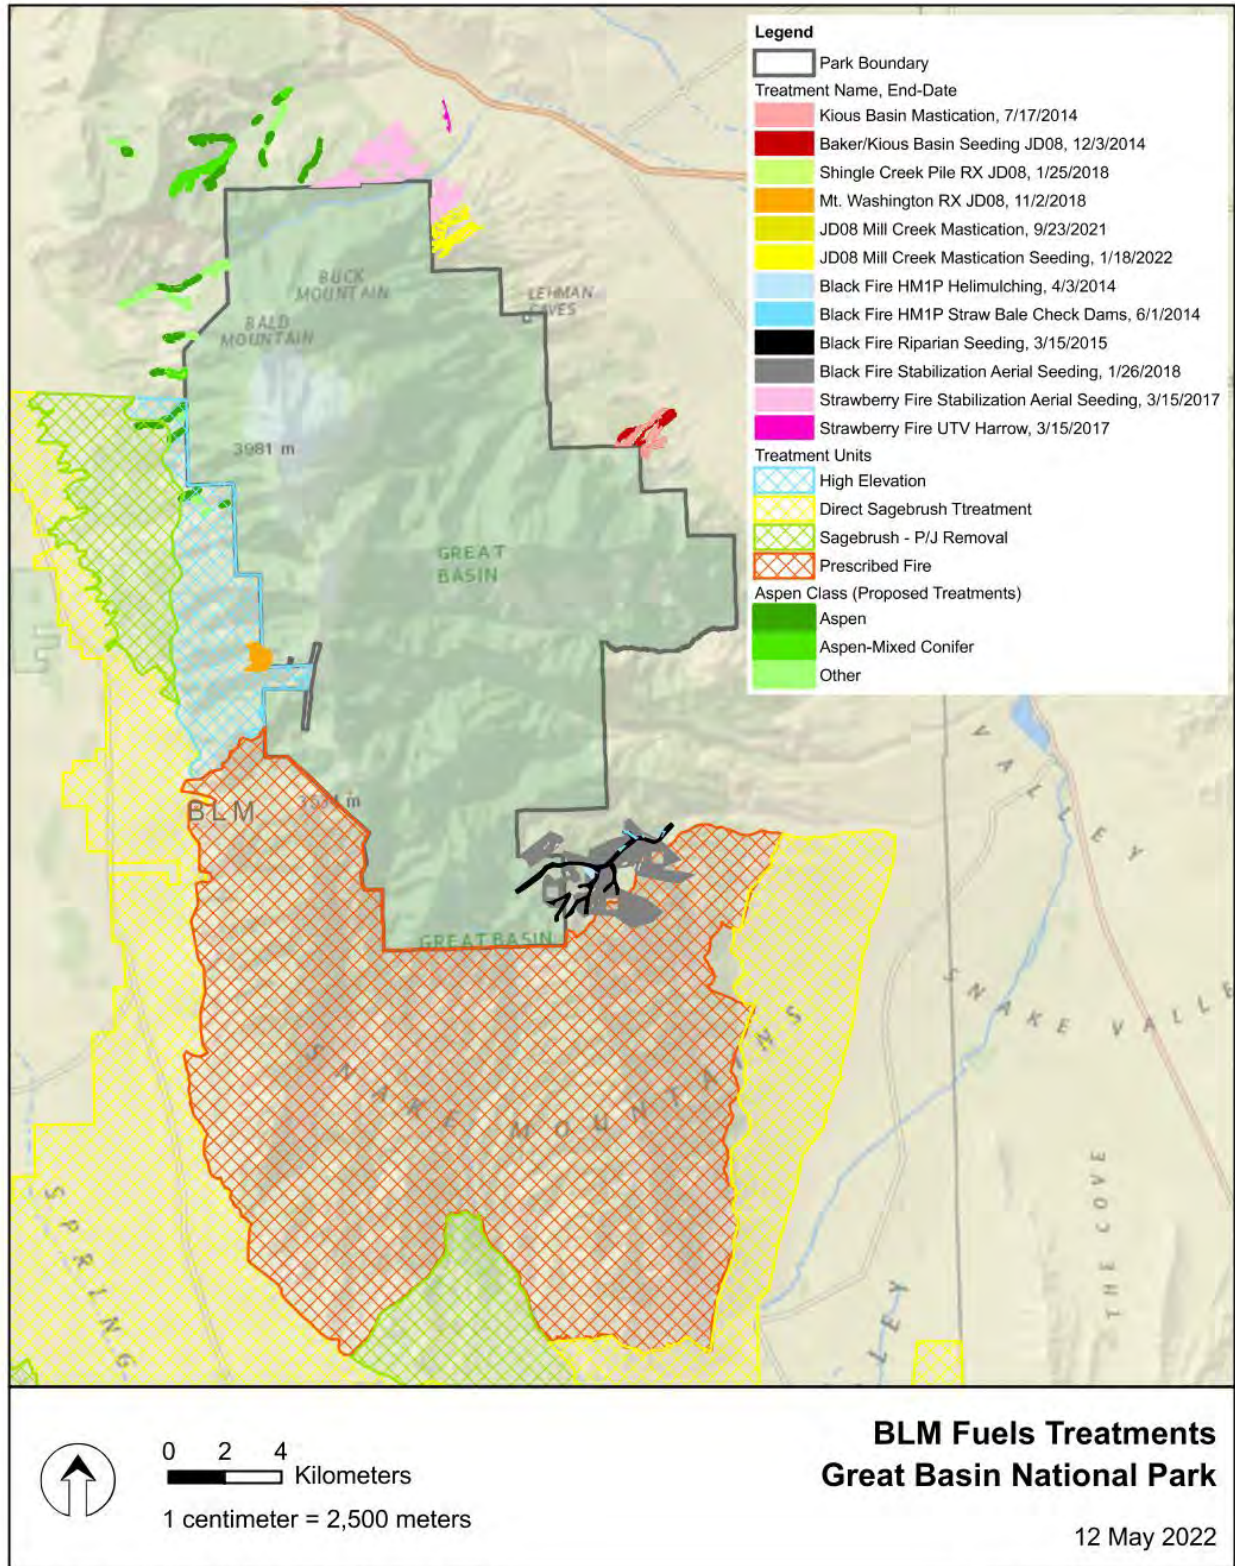 Legend
Park Boundary
Treatment Name, End-Date
Kious Basin Mastication, 7/17/2014
Baker/Kious Basin Seeding JD08, 12/3/2014
Shingle Creek Pile RX JD08, 1/25/2018
Mt. Washington RX JD08, 11/2/2018
JD08 Mill Creek Mastication, 9/23/2021
JD08 Mill Creek Mastication Seeding, 1/18/2022
Black Fire HM1P Helimulching, 4/3/2014
Black Fire HM1P Straw Bale Check Dams, 6/1/2014
Black Fire Riparian Seeding, 3/15/2015
Black Fire Stabilization Aerial Seeding, 1/26/2018
Strawberry Fire Stabilization Aerial Seeding, 3/15/2017
Strawberry Fire UTV Harrow, 3/15/2017
Treatment Units
High Elevation
Direct Sagebrush Ttreatment
Sagebrush - P/J Removal
Prescribed Fire
Aspen Class (Proposed Treatments)
Aspen
Aspen-Mixed Conifer
Other
BUCK
MOUNTAIN
LEHMAN
CAVES
BALD
MOUNTAIN
3981 m
GREAT
BASIN
BLM
GREAT BASIN
VALLEY
SNAKE VALLE
SNAKE MOUNTAINS
THE COVE
SPRING
LEY
0 2 4
Kilometers
1 centimeter = 2,500 meters
BLM Fuels Treatments
Great Basin National Park
12 May 2022